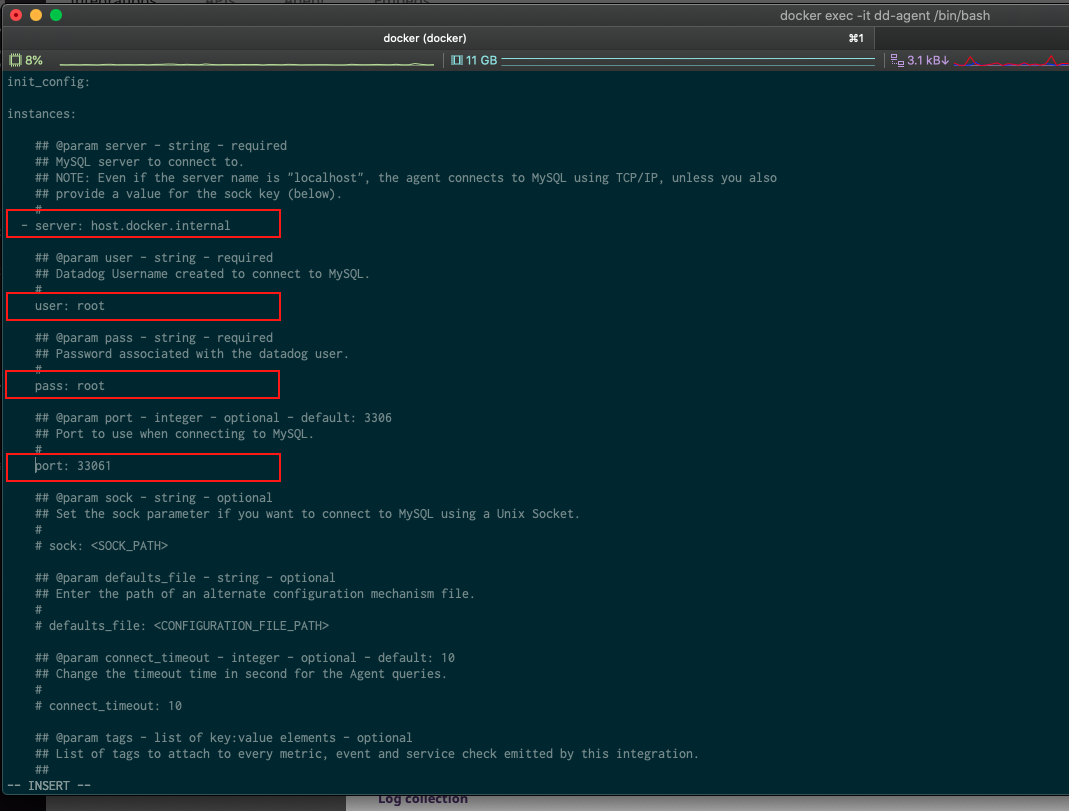 docker exec -it dd-agent /bin/bash
docker (docker) ⌘1
8% 11 GB 3.1 kB↓
init_config:
instances:
## @param server - string - required
## MySQL server to connect to.
## NOTE: Even if the server name is "localhost", the agent connects to MySQL using TCP/IP, unless you also
## provide a value for the sock key (below).
#
- server: host.docker.internal
## @param user - string - required
## Datadog Username created to connect to MySQL.
#
user: root
## @param pass - string - required
## Password associated with the datadog user.
#
pass: root
## @param port - integer - optional - default: 3306
## Port to use when connecting to MySQL.
#
port: 33061
## @param sock - string - optional
## Set the sock parameter if you want to connect to MySQL using a Unix Socket.
#
# sock: <SOCK_PATH>
## @param defaults_file - string - optional
## Enter the path of an alternate configuration mechanism file.
#
# defaults_file: <CONFIGURATION_FILE_PATH>
## @param connect_timeout - integer - optional - default: 10
## Change the timeout time in second for the Agent queries.
#
# connect_timeout: 10
## @param tags - list of key:value elements - optional
## List of tags to attach to every metric, event and service check emitted by this integration.
##
-- INSERT --
Log collection